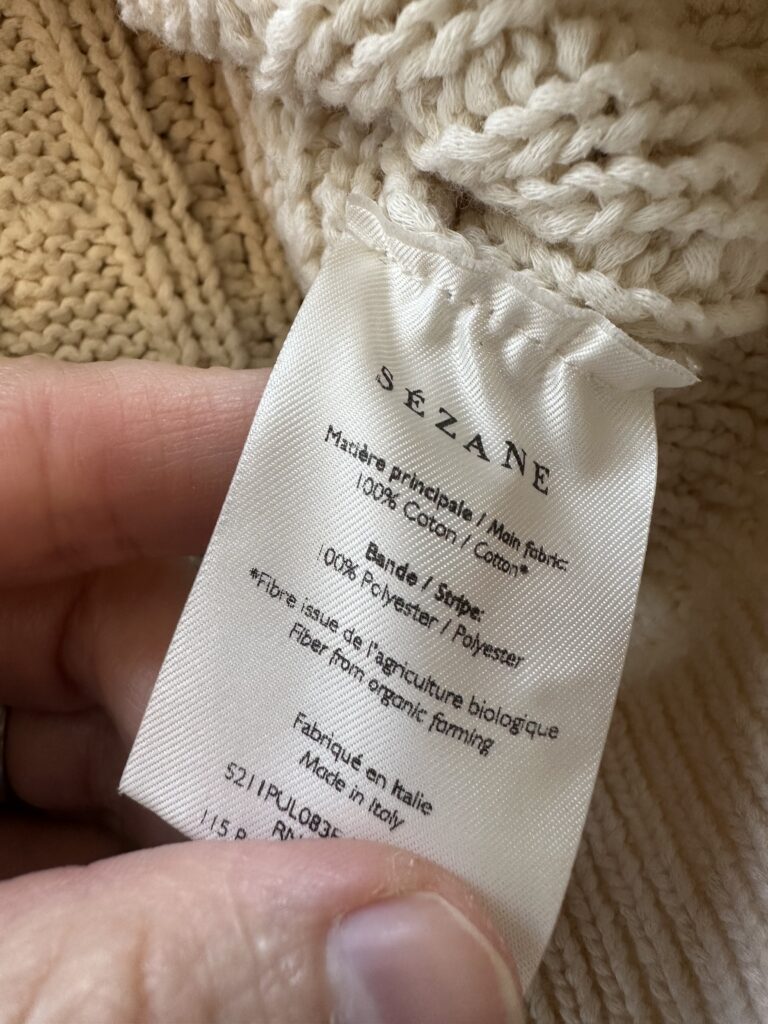 SÉZANE
Matière principale / Main fabric:
100% Coton / Cotton*
Bande / Stripe:
100% Polyester / Polyester
*Fibre issue de l'agriculture biologique
Fiber from organic farming
Fabriqué en Italie
Made in Italy